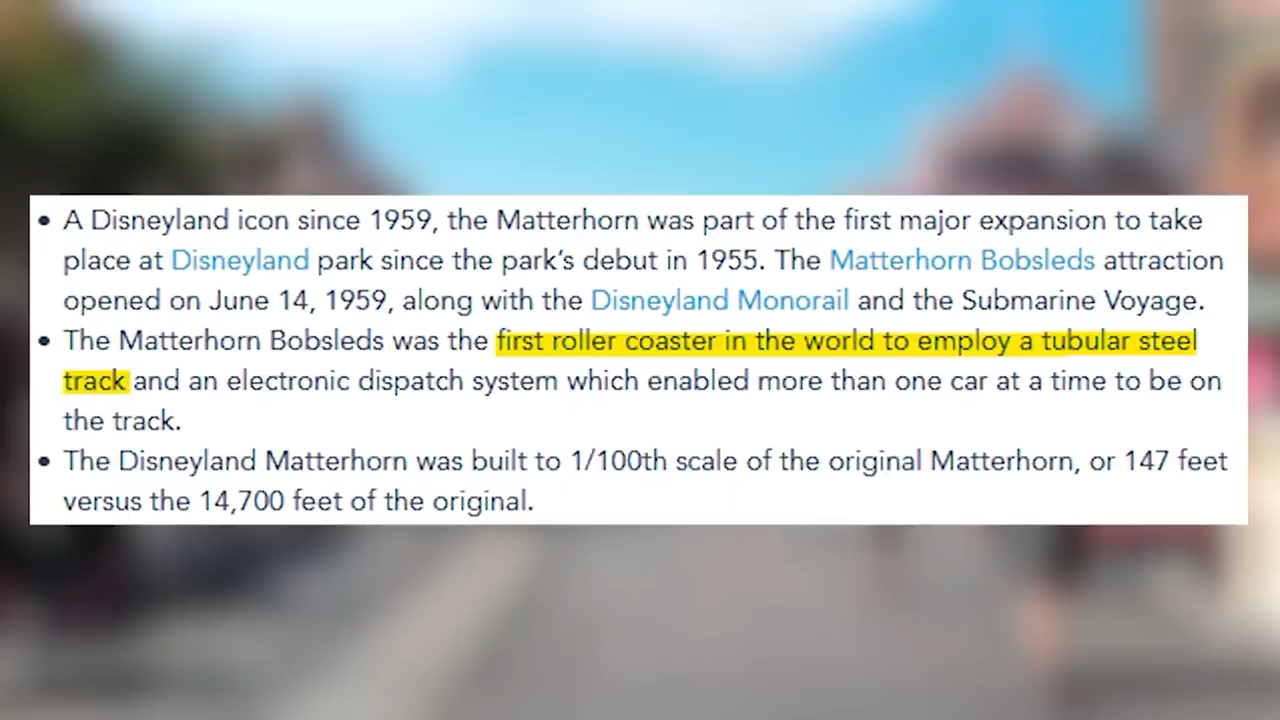 • A Disneyland icon since 1959, the Matterhorn was part of the first major expansion to take
place at Disneyland park since the park’s debut in 1955. The Matterhorn Bobsleds attraction
opened on June 14, 1959, along with the Disneyland Monorail and the Submarine Voyage.
• The Matterhorn Bobsleds was the first roller coaster in the world to employ a tubular steel
track and an electronic dispatch system which enabled more than one car at a time to be on
the track.
• The Disneyland Matterhorn was built to 1/100th scale of the original Matterhorn, or 147 feet
versus the 14,700 feet of the original.